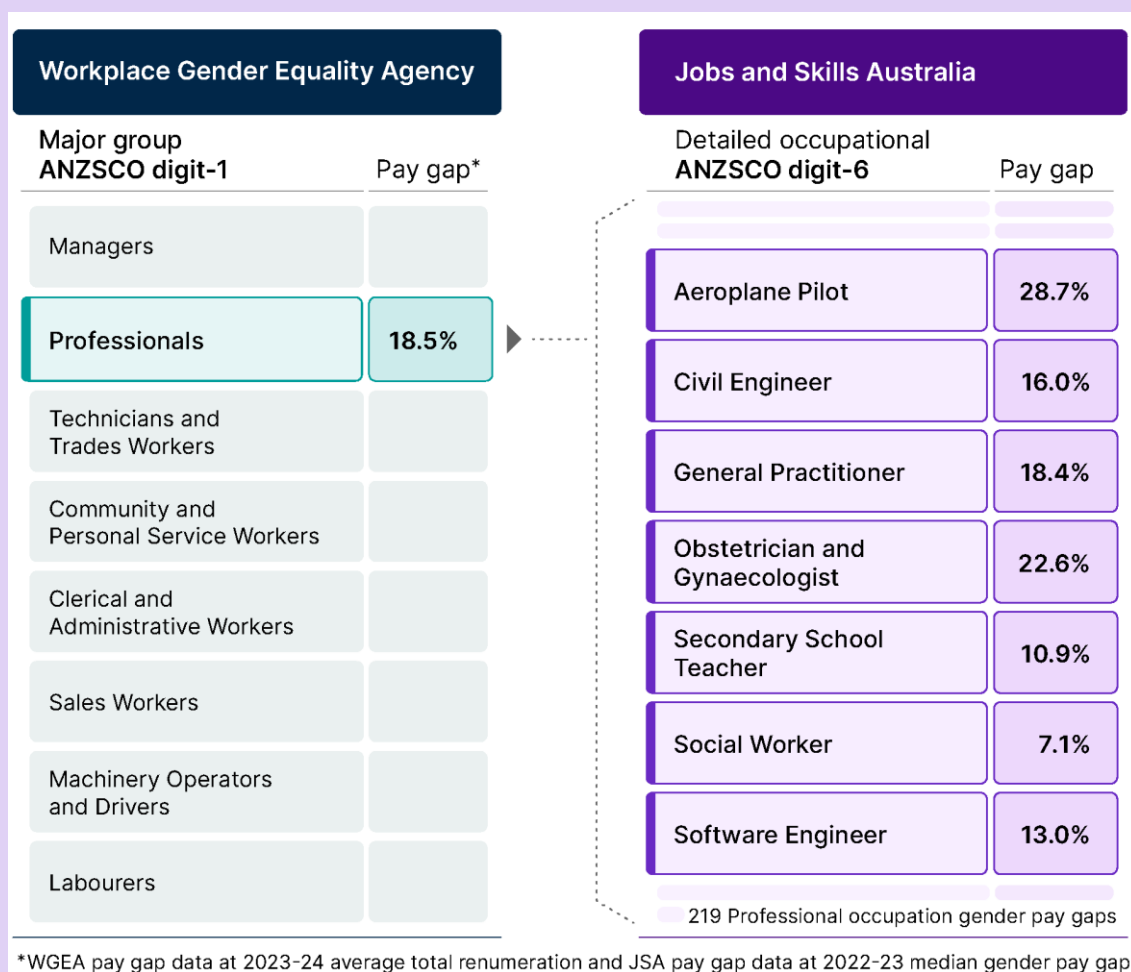 Workplace Gender Equality Agency
Major group
ANZSCO digit-1
Pay gap*
Managers
Professionals
18.5%
Technicians and
Trades Workers
Community and
Personal Service Workers
Clerical and
Administrative Workers
Sales Workers
Machinery Operators
and Drivers
Labourers
Jobs and Skills Australia
Detailed occupational
ANZSCO digit-6
Pay gap
Aeroplane Pilot
28.7%
Civil Engineer
16.0%
General Practitioner
18.4%
Obstetrician and
Gynaecologist
22.6%
Secondary School
Teacher
10.9%
Social Worker
7.1%
Software Engineer
13.0%
219 Professional occupation gender pay gaps
*WGEA pay gap data at 2023-24 average total renumeration and JSA pay gap data at 2022-23 median gender pay gap